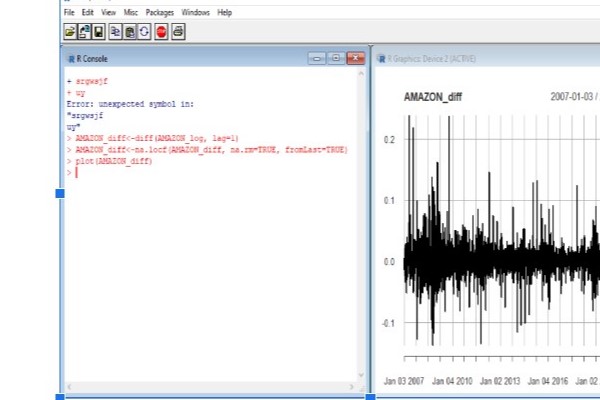 File Edit View Misc Packages Windows Help
R Console
+ srgwsjf
+ uy
Error: unexpected symbol in:
"srgwsjf
uy"
> AMAZON_diff<-diff(AMAZON_log, lag=1)
> AMAZON_diff<-na.locf(AMAZON_diff, na.rm=TRUE, fromLast=TRUE)
> plot(AMAZON_diff)
>
R Graphics: Device 2 (ACTIVE)
AMAZON_diff 2007-01-03 /
0.2
0.1
0.0
-0.1
Jan 03 2007 Jan 04 2010 Jan 02 2013 Jan 04 2016 Jan 02